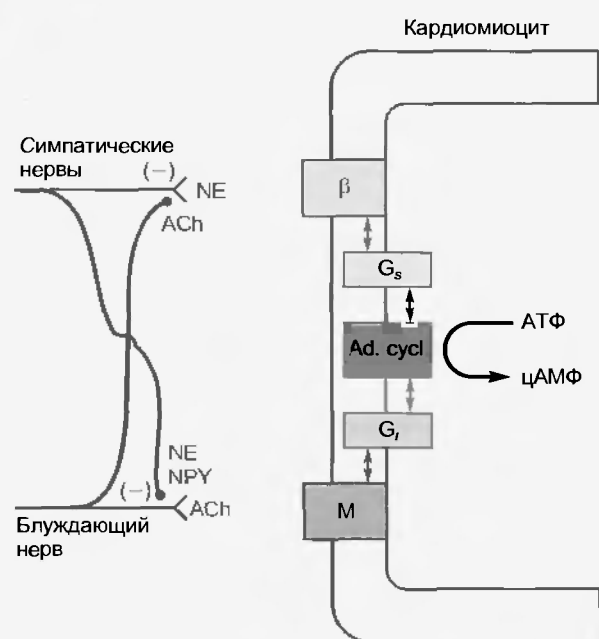 Кардиомиоцит
Симпатические
нервы
(–)
NE
ACh
β
Gs
Ad. cycl
АТФ
цАМФ
Gi
M
NE
NPY
(–)
ACh
Блуждающий
нерв